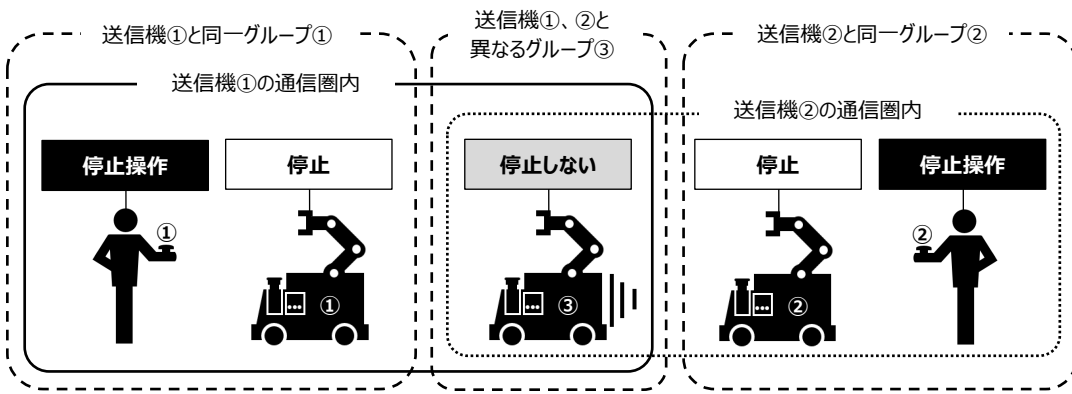 送信機①と同一グループ①
送信機①、②と
異なるグループ③
送信機②と同一グループ②
送信機①の通信圏内
送信機②の通信圏内
停止操作
停止
停止しない
停止
停止操作
①
②
①
③
②